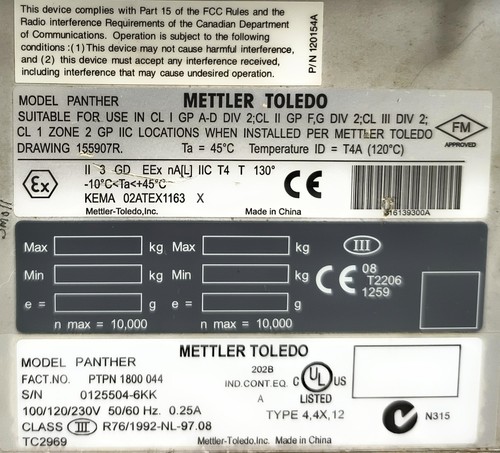 This device complies with Part 15 of the FCC Rules and the
Radio interference Requirements of the Canadian Department
of Communications. Operation is subject to the following
conditions :(1) This device may not cause harmful interference,
and (2) this device must accept any interference received,
including interference that may cause undesired operation.
P/N 120154A
MODEL PANTHER METTLER TOLEDO
SUITABLE FOR USE IN CL I GP A-D DIV 2;CL II GP F,G DIV 2;CL III DIV 2;
CL 1 ZONE 2 GP IIC LOCATIONS WHEN INSTALLED PER METTLER TOLEDO
DRAWING 155907R. Ta = 45°C Temperature ID = T4A (120°C)
FM
APPROVED
Ex
II 3 GD EEx nA[L] IIC T4 T 130°
-10°C<Ta<+45°C
KEMA 02ATEX1163 X
Mettler-Toledo,Inc. Made in China
CE
316139300A
Max kg Max kg
Min kg Min kg
e = g e = g
n max = 10,000 n max = 10,000
III
CE 08
T2206
1259
METTLER TOLEDO
MODEL PANTHER
FACT.NO. PTPN 1800 044
S/N 0125504-6KK
100/120/230V 50/60 Hz. 0.25A
CLASS III R76/1992-NL-97.08
TC2969
202B
IND.CONT.EQ.
A
C UL US
LISTED
TYPE 4,4X,12
N315
Mettler-Toledo.Inc. Made in China